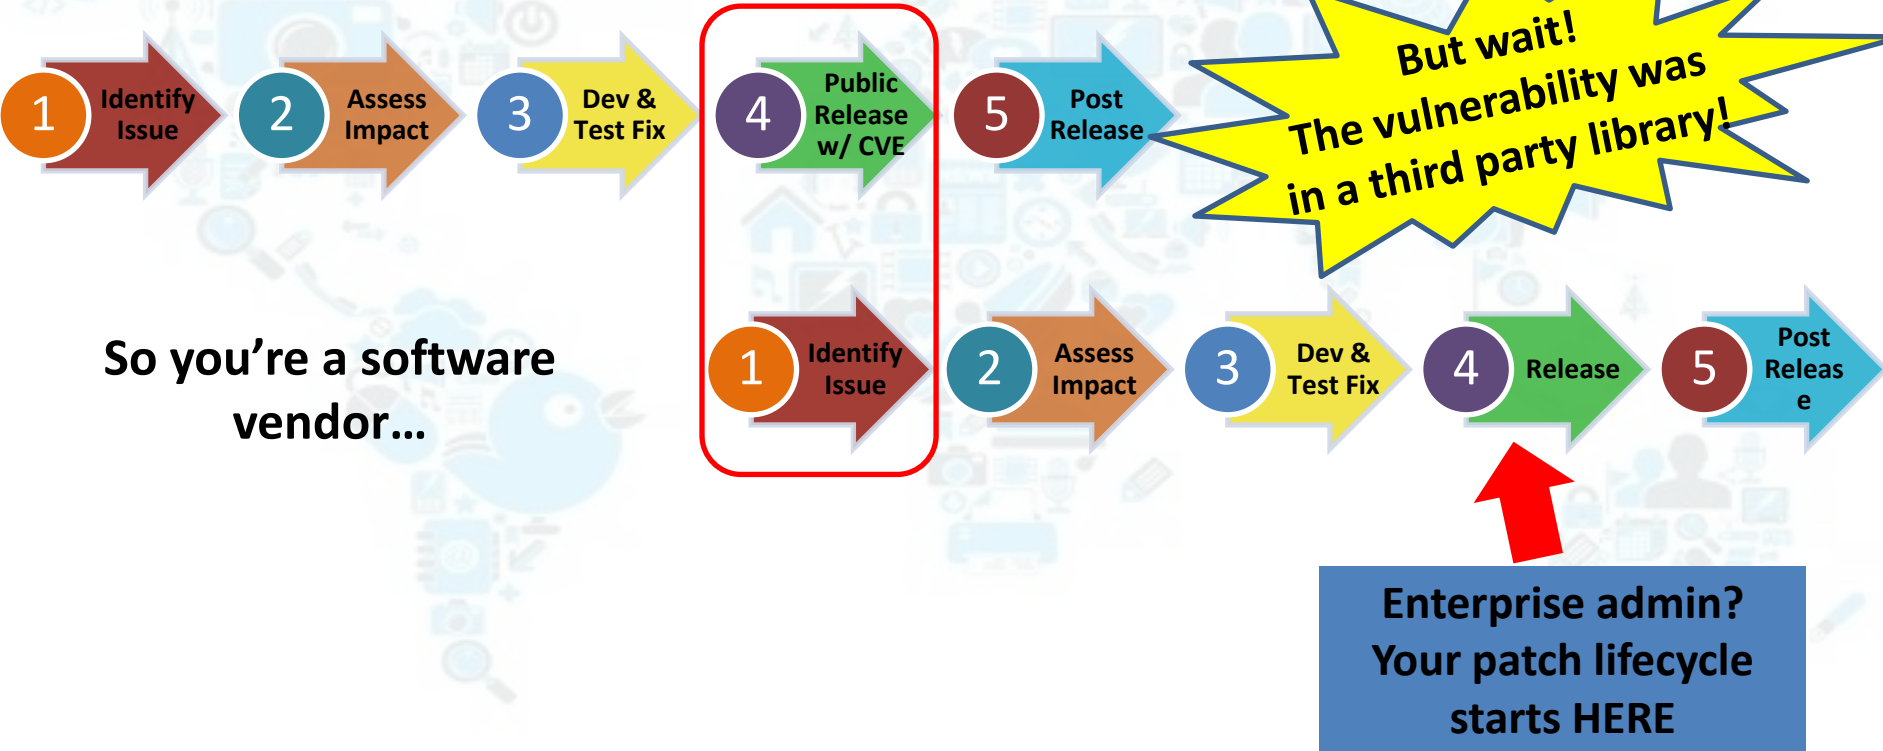 1
Identify
Issue
2
Assess
Impact
3
Dev &
Test Fix
4
Public
Release
w/ CVE
5
Post
Release
But wait!
The vulnerability was
in a third party library!
So you’re a software
vendor…
1
Identify
Issue
2
Assess
Impact
3
Dev &
Test Fix
4
Release
5
Post
Releas
e
Enterprise admin?
Your patch lifecycle
starts HERE